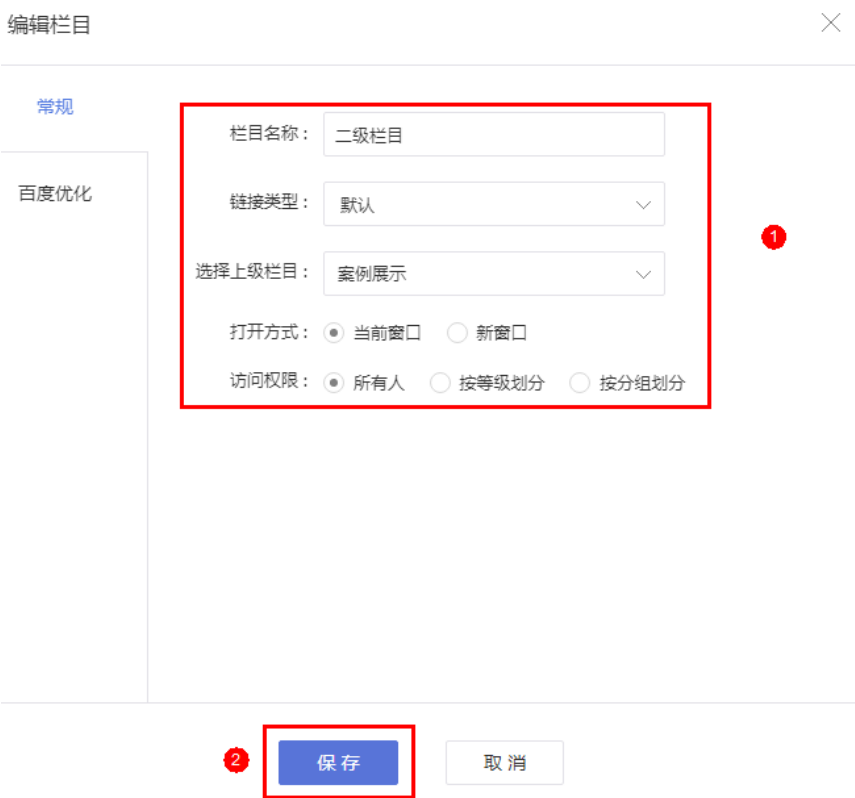 编辑栏目
常规
百度优化
栏目名称： 二级栏目
链接类型： 默认
1
选择上级栏目： 案例展示
打开方式： 当前窗口 新窗口
访问权限： 所有人 按等级划分 按分组划分
2 保存 取消